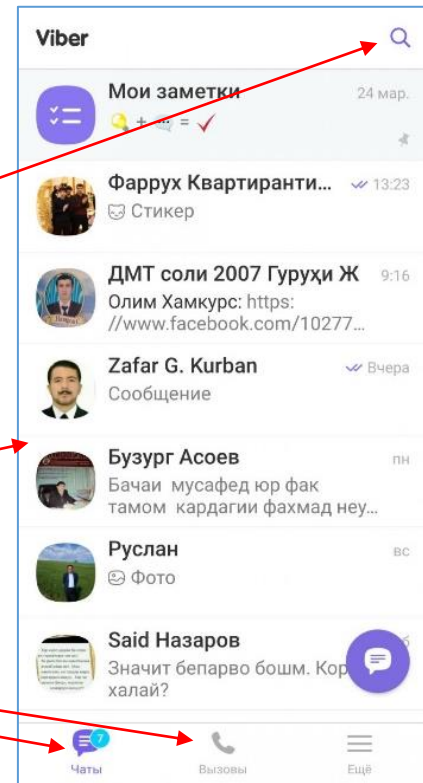 Viber
Мои заметки 24 мар.
+ =
Фаррух Квартиранти... 13:23
Стикер
ДМТ соли 2007 Гуруҳи Ж 9:16
Олим Хамкурс: https:
//www.facebook.com/10277...
Zafar G. Kurban Вчера
Сообщение
Бузург Асоев пн
Бачаи мусафед юр фак
тамом кардагии фахмад неу...
Руслан вс
Фото
Said Назаров
Значит бепарво бошм. Кор
халай?
7
Чаты Вызовы Ещё